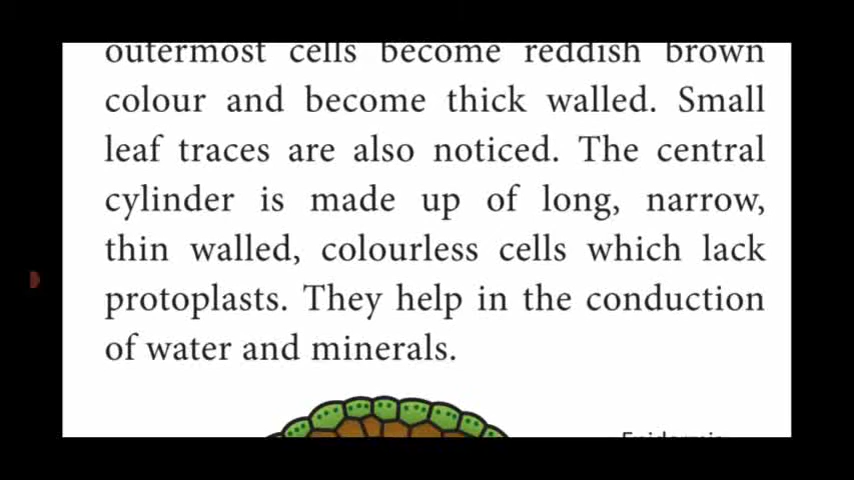 outermost cells become reddish brown
colour and become thick walled. Small
leaf traces are also noticed. The central
cylinder is made up of long, narrow,
thin walled, colourless cells which lack
protoplasts. They help in the conduction
of water and minerals.
Epidermis